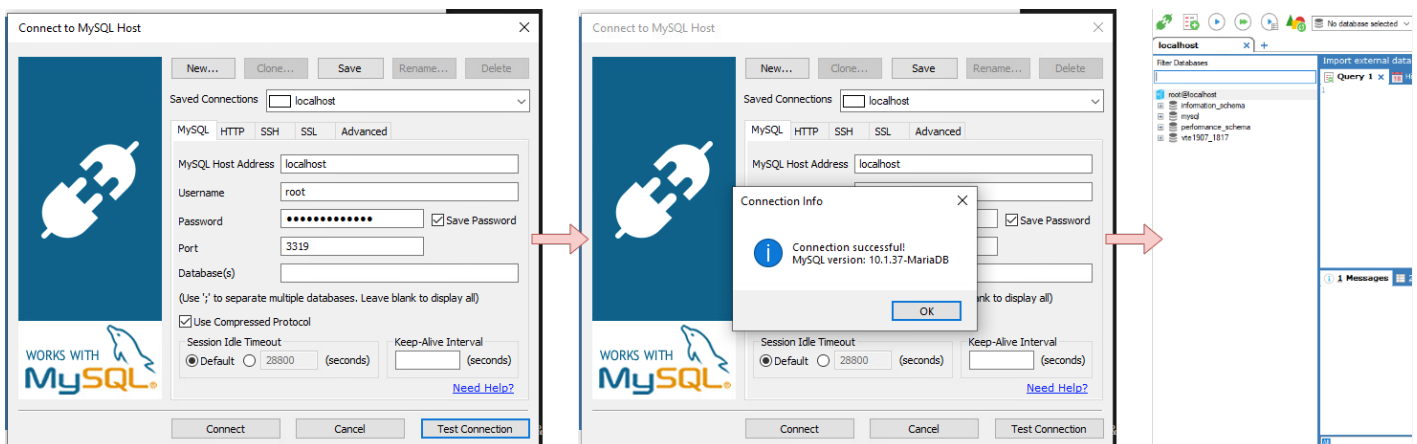 Connect to MySQL Host
New... Clone... Save Rename... Delete
Saved Connections localhost
MySQL HTTP SSH SSL Advanced
MySQL Host Address localhost
Username root
Password ●●●●●●●●●●●●● Save Password
Port 3319
Database(s)
(Use ';' to separate multiple databases. Leave blank to display all)
Use Compressed Protocol
Session Idle Timeout Keep-Alive Interval
Default 28800 (seconds) (seconds)
WORKS WITH
MySQL
Need Help?
Connect Cancel Test Connection
Connect to MySQL Host
New... Clone... Save Rename... Delete
Saved Connections localhost
MySQL HTTP SSH SSL Advanced
MySQL Host Address localhost
Connection Info
Save Password
Connection successful!
MySQL version: 10.1.37-MariaDB
nk to display all)
OK
Session Idle Timeout Keep-Alive Interval
Default 28800 (seconds) (seconds)
WORKS WITH
MySQL
Need Help?
Connect Cancel Test Connection
No database selected
localhost x +
Filter Databases
Import external data
Query 1 x
1
root@localhost
information_schema
mysql
performance_schema
vte1907_1817
1 Messages